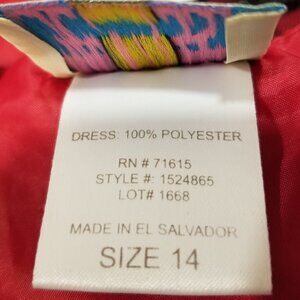 DRESS: 100% POLYESTER
RN # 71615
STYLE #: 1524865
LOT# 1668
MADE IN EL SALVADOR
SIZE 14